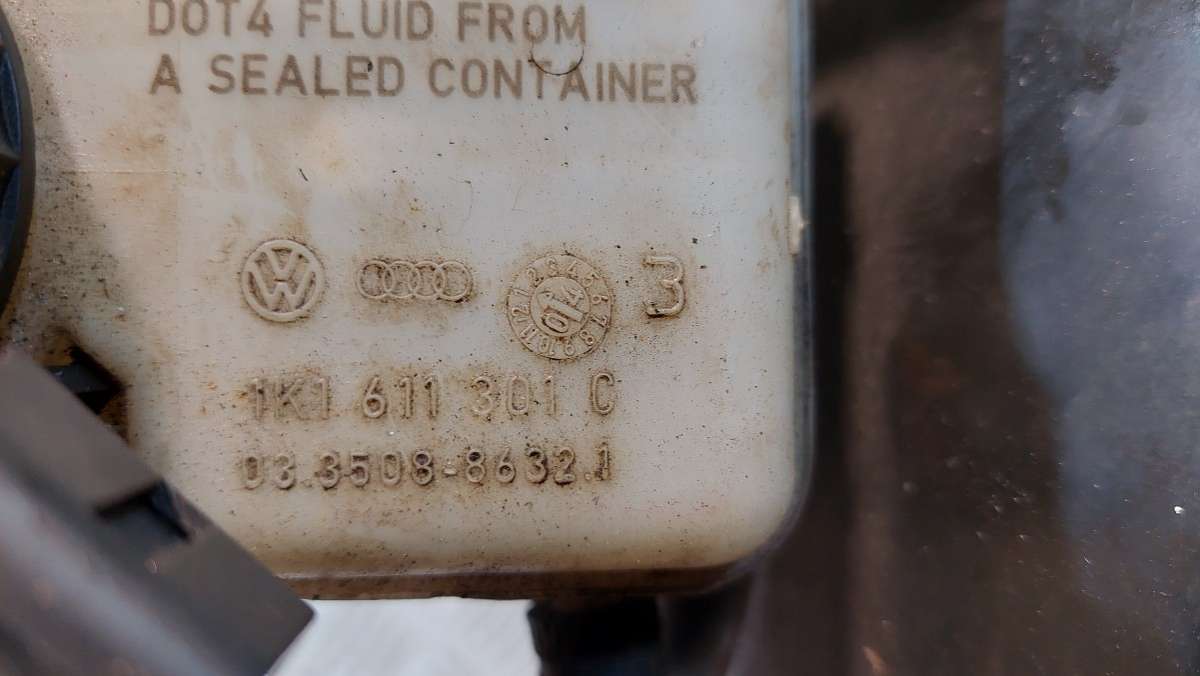 DOT4 FLUID FROM
A SEALED CONTAINER
3
1K1 611 301 C
03.3508-8632.1